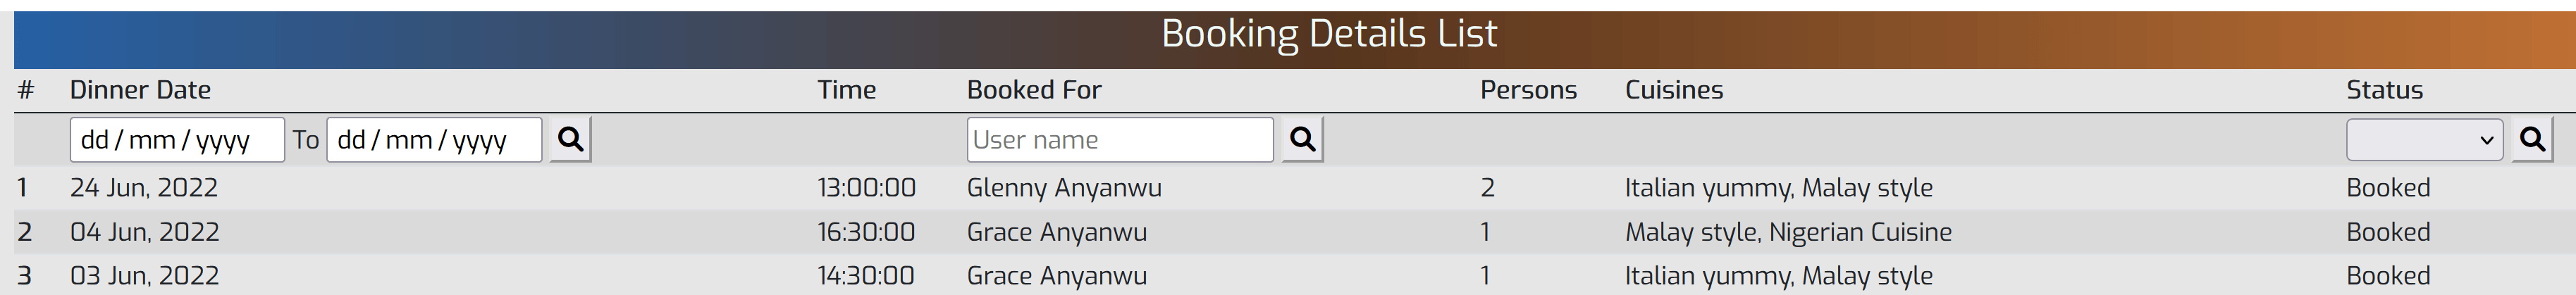 Booking Details List
# Dinner Date Time Booked For Persons Cuisines Status
dd / mm / yyyy To dd / mm / yyyy User name
1 24 Jun, 2022 13:00:00 Glenny Anyanwu 2 Italian yummy, Malay style Booked
2 04 Jun, 2022 16:30:00 Grace Anyanwu 1 Malay style, Nigerian Cuisine Booked
3 03 Jun, 2022 14:30:00 Grace Anyanwu 1 Italian yummy, Malay style Booked